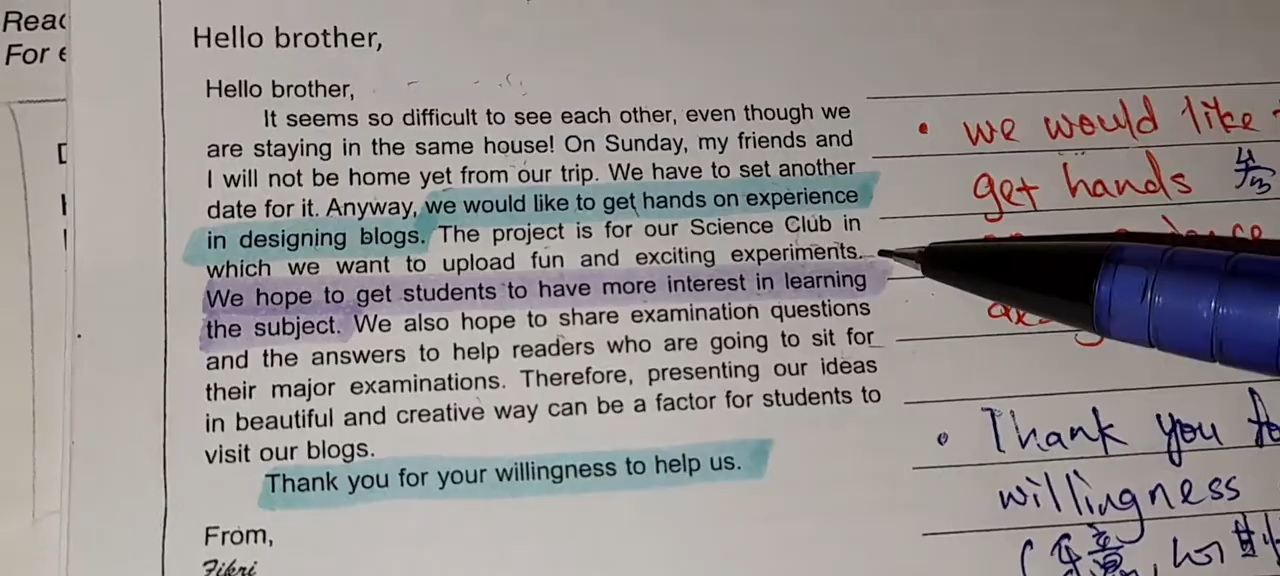 For
Hello brother,
Hello brother,
It seems so difficult to see each other, even though we
are staying in the same house! On Sunday, my friends and
I will not be home yet from our trip. We have to set another
date for it. Anyway, we would like to get hands on experience
in designing blogs. The project is for our Science Club in
which we want to upload fun and exciting experiments.
We hope to get students to have more interest in learning
the subject. We also hope to share examination questions
and the answers to help readers who are going to sit for
their major examinations. Therefore, presenting our ideas
in beautiful and creative way can be a factor for students to
visit our blogs.
Thank you for your willingness to help us.
From,
Fikri
• we would like
get hands
• Thank you
willingness